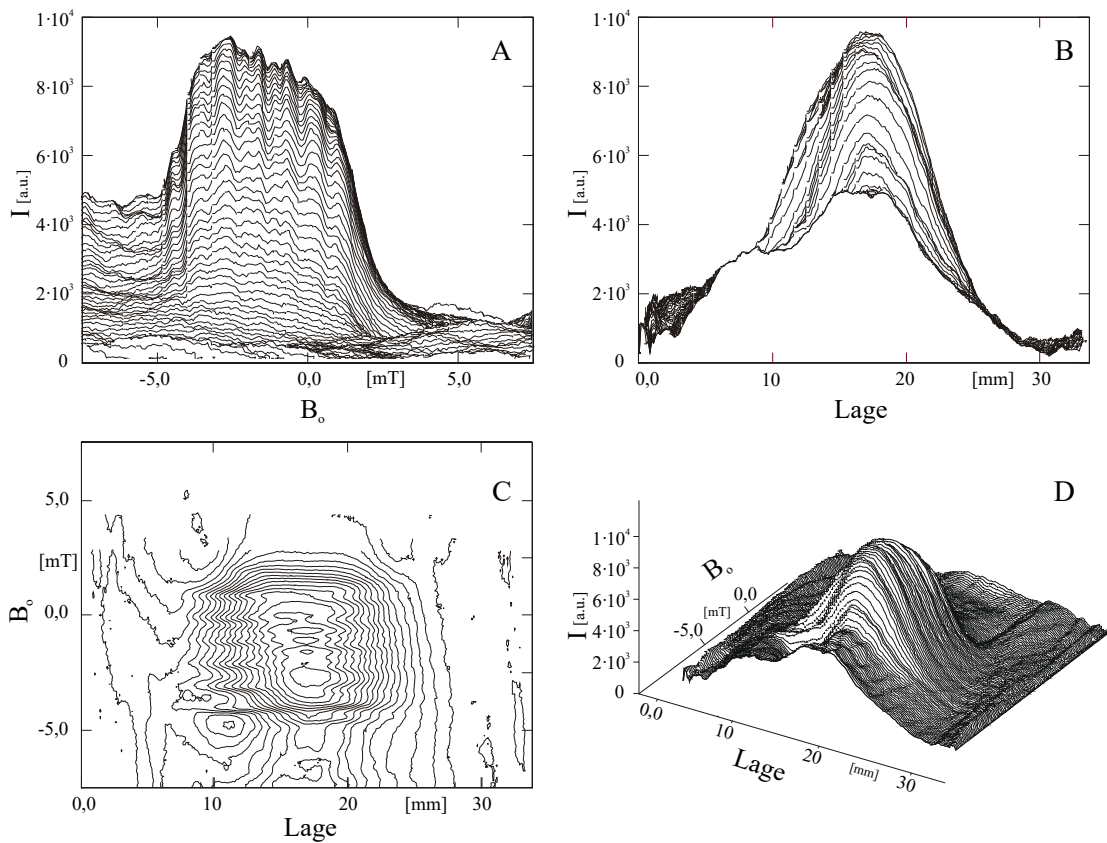 A
1·10⁴
8·10³
6·10³
4·10³
2·10³
0
I [a.u.]
-5,0 0,0 [mT] 5,0
Bₒ
B
1·10⁴
8·10³
6·10³
4·10³
2·10³
0
I [a.u.]
0,0 10 20 [mm] 30
Lage
C
5,0
[mT]
0,0
-5,0
Bₒ
0,0 10 20 [mm] 30
Lage
D
1·10⁴
8·10³
6·10³
4·10³
2·10³
0
I [a.u.]
Bₒ
0,0
[mT]
-5,0
0,0 10 20 [mm] 30
Lage